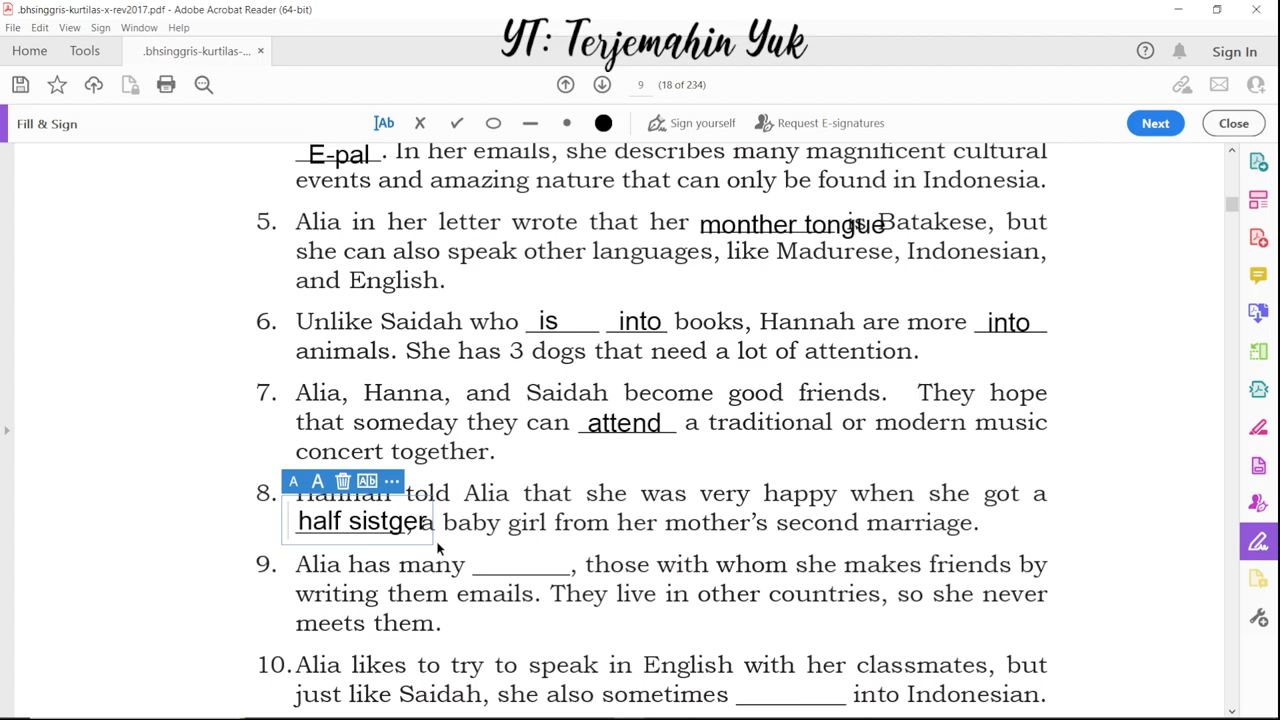 .bhsinggris-kurtilas-x-rev2017.pdf - Adobe Acrobat Reader (64-bit)
File Edit View Sign Window Help
YT: Terjemahin Yuk
Home Tools .bhsinggris-kurtilas-... × Sign In
9 (18 of 234)
Fill & Sign Ab Sign yourself Request E-signatures Next Close
E-pal. In her emails, she describes many magnificent cultural
events and amazing nature that can only be found in Indonesia.
5. Alia in her letter wrote that her monther tongue is Batakese, but
she can also speak other languages, like Madurese, Indonesian,
and English.
6. Unlike Saidah who is into books, Hannah are more into
animals. She has 3 dogs that need a lot of attention.
7. Alia, Hanna, and Saidah become good friends. They hope
that someday they can attend a traditional or modern music
concert together.
A A Ab ...
8. Hannah told Alia that she was very happy when she got a
half sistger, a baby girl from her mother's second marriage.
9. Alia has many ________, those with whom she makes friends by
writing them emails. They live in other countries, so she never
meets them.
10. Alia likes to try to speak in English with her classmates, but
just like Saidah, she also sometimes _________ into Indonesian.